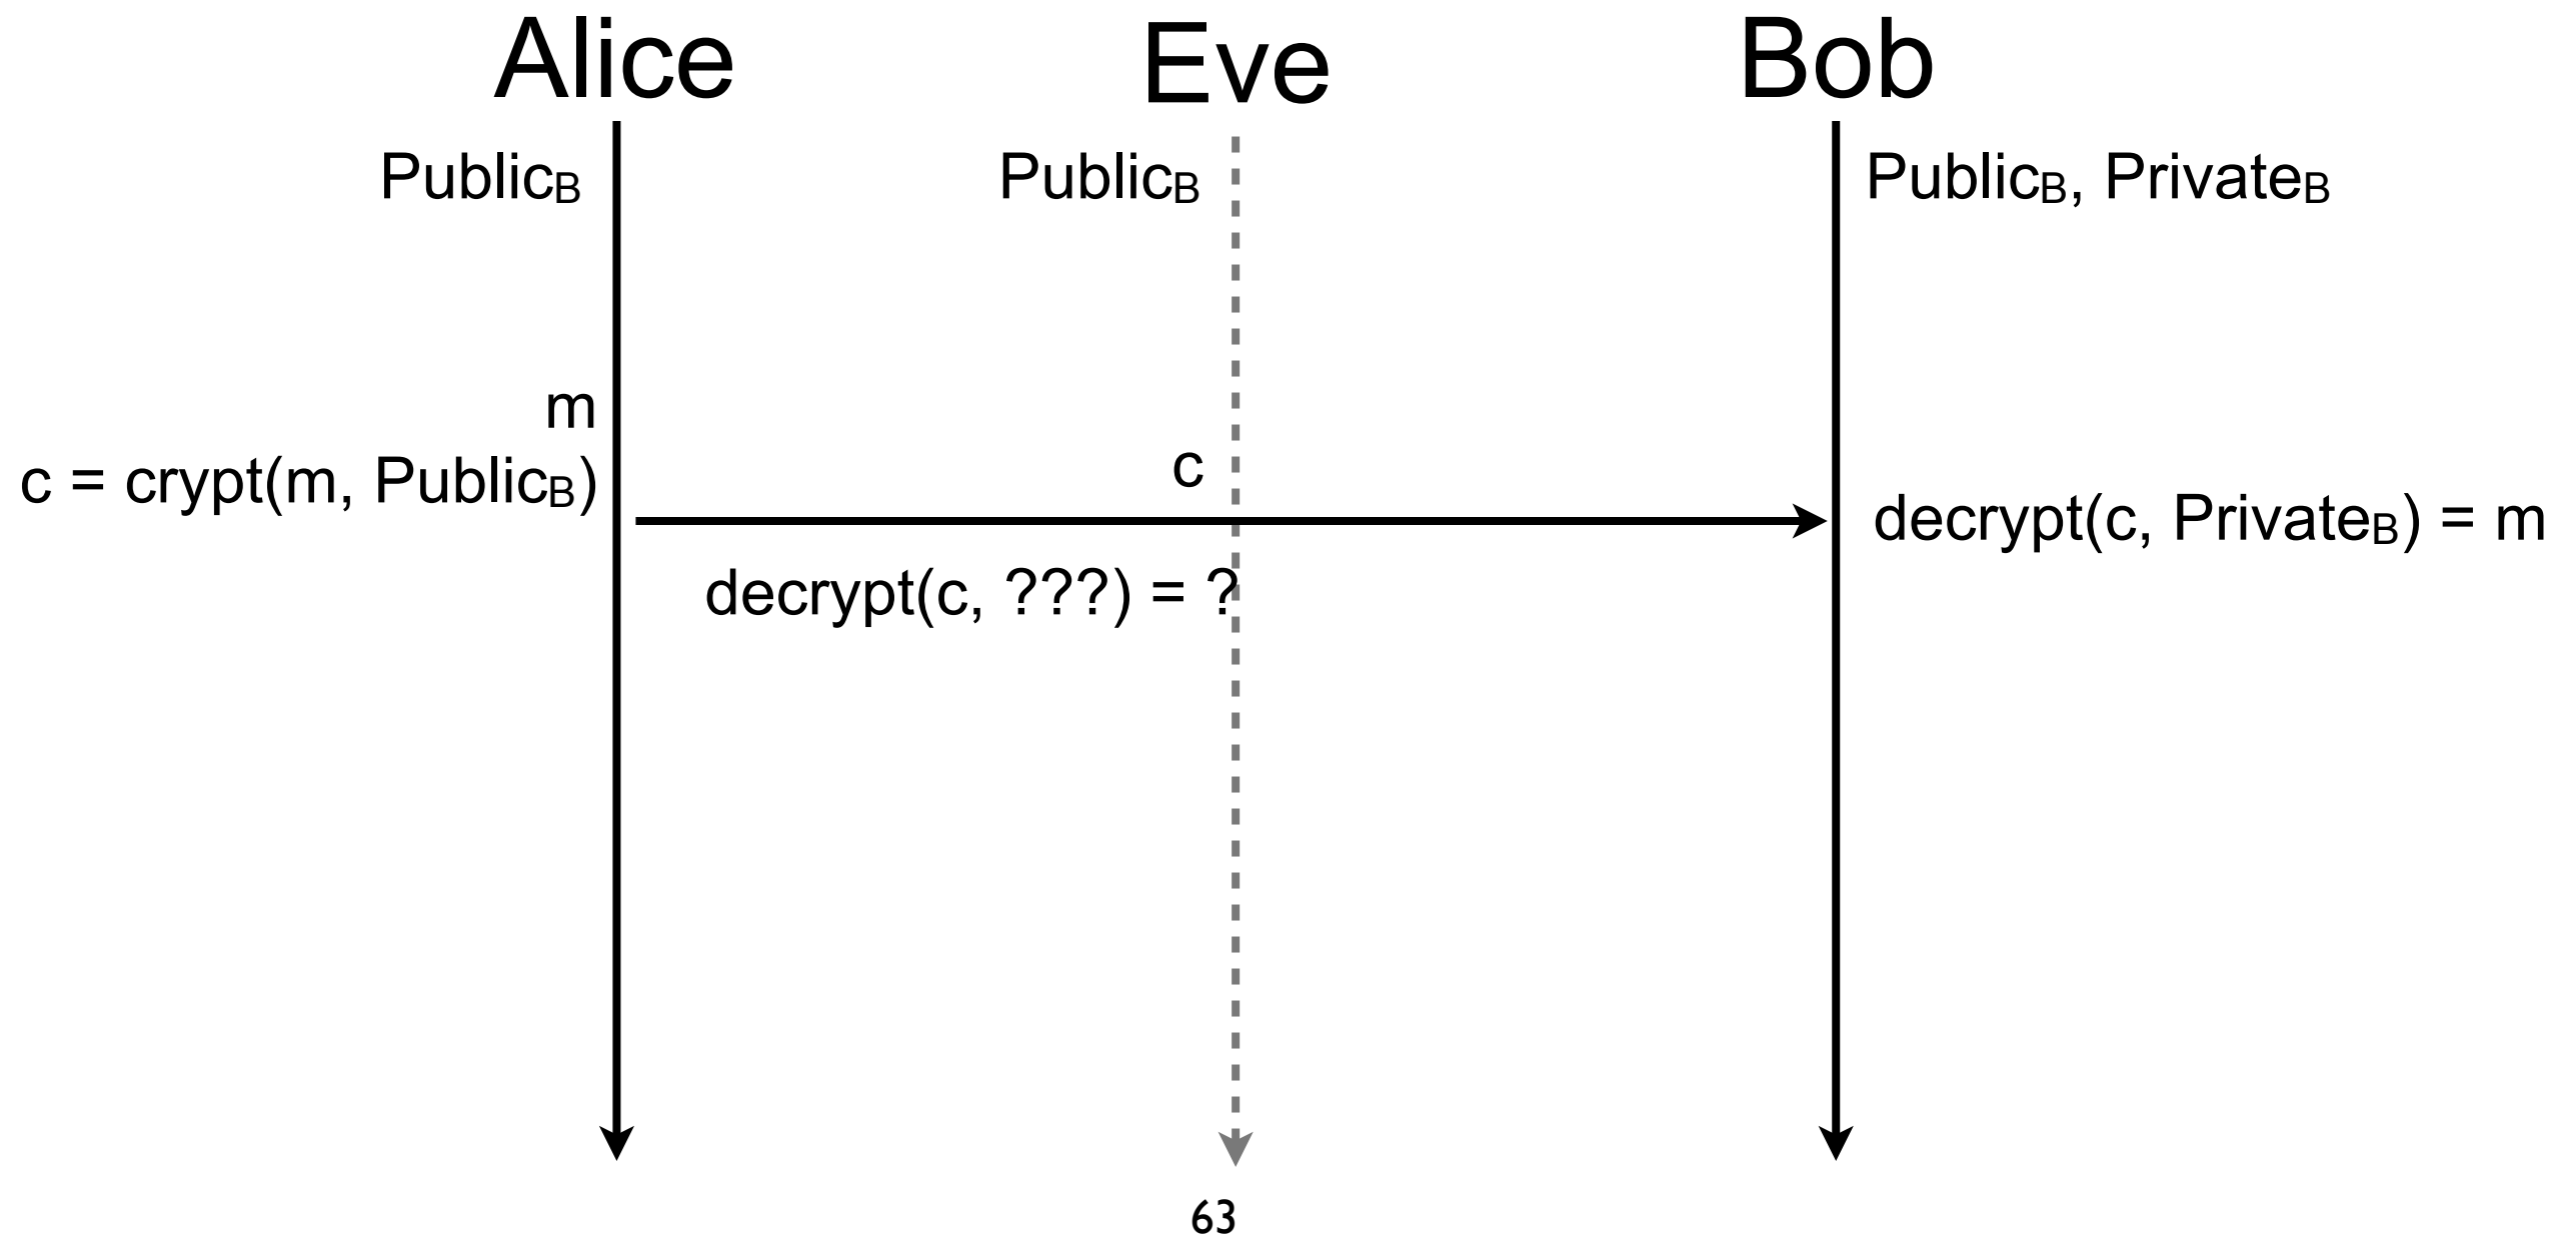 Alice Eve Bob
PublicB PublicB PublicB, PrivateB
m
c = crypt(m, PublicB)
c
decrypt(c, PrivateB) = m
decrypt(c, ???) = ?
63